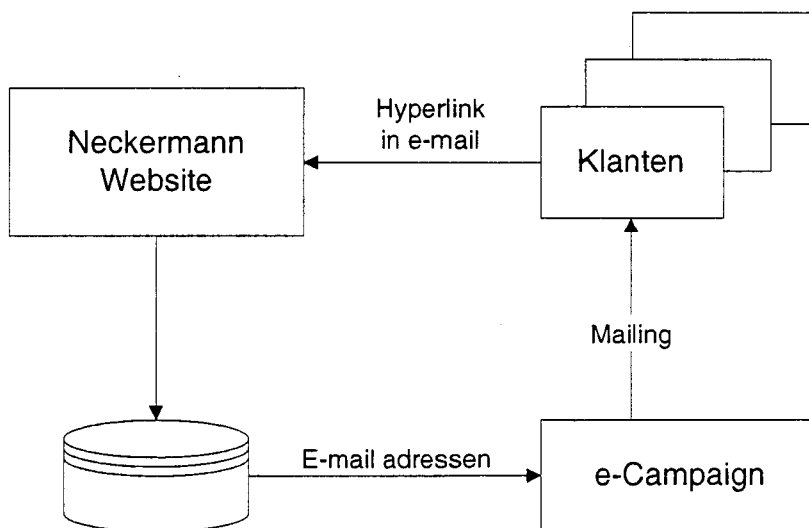 Neckermann
Website
Hyperlink
in e-mail
Klanten
Mailing
E-mail adressen
e-Campaign